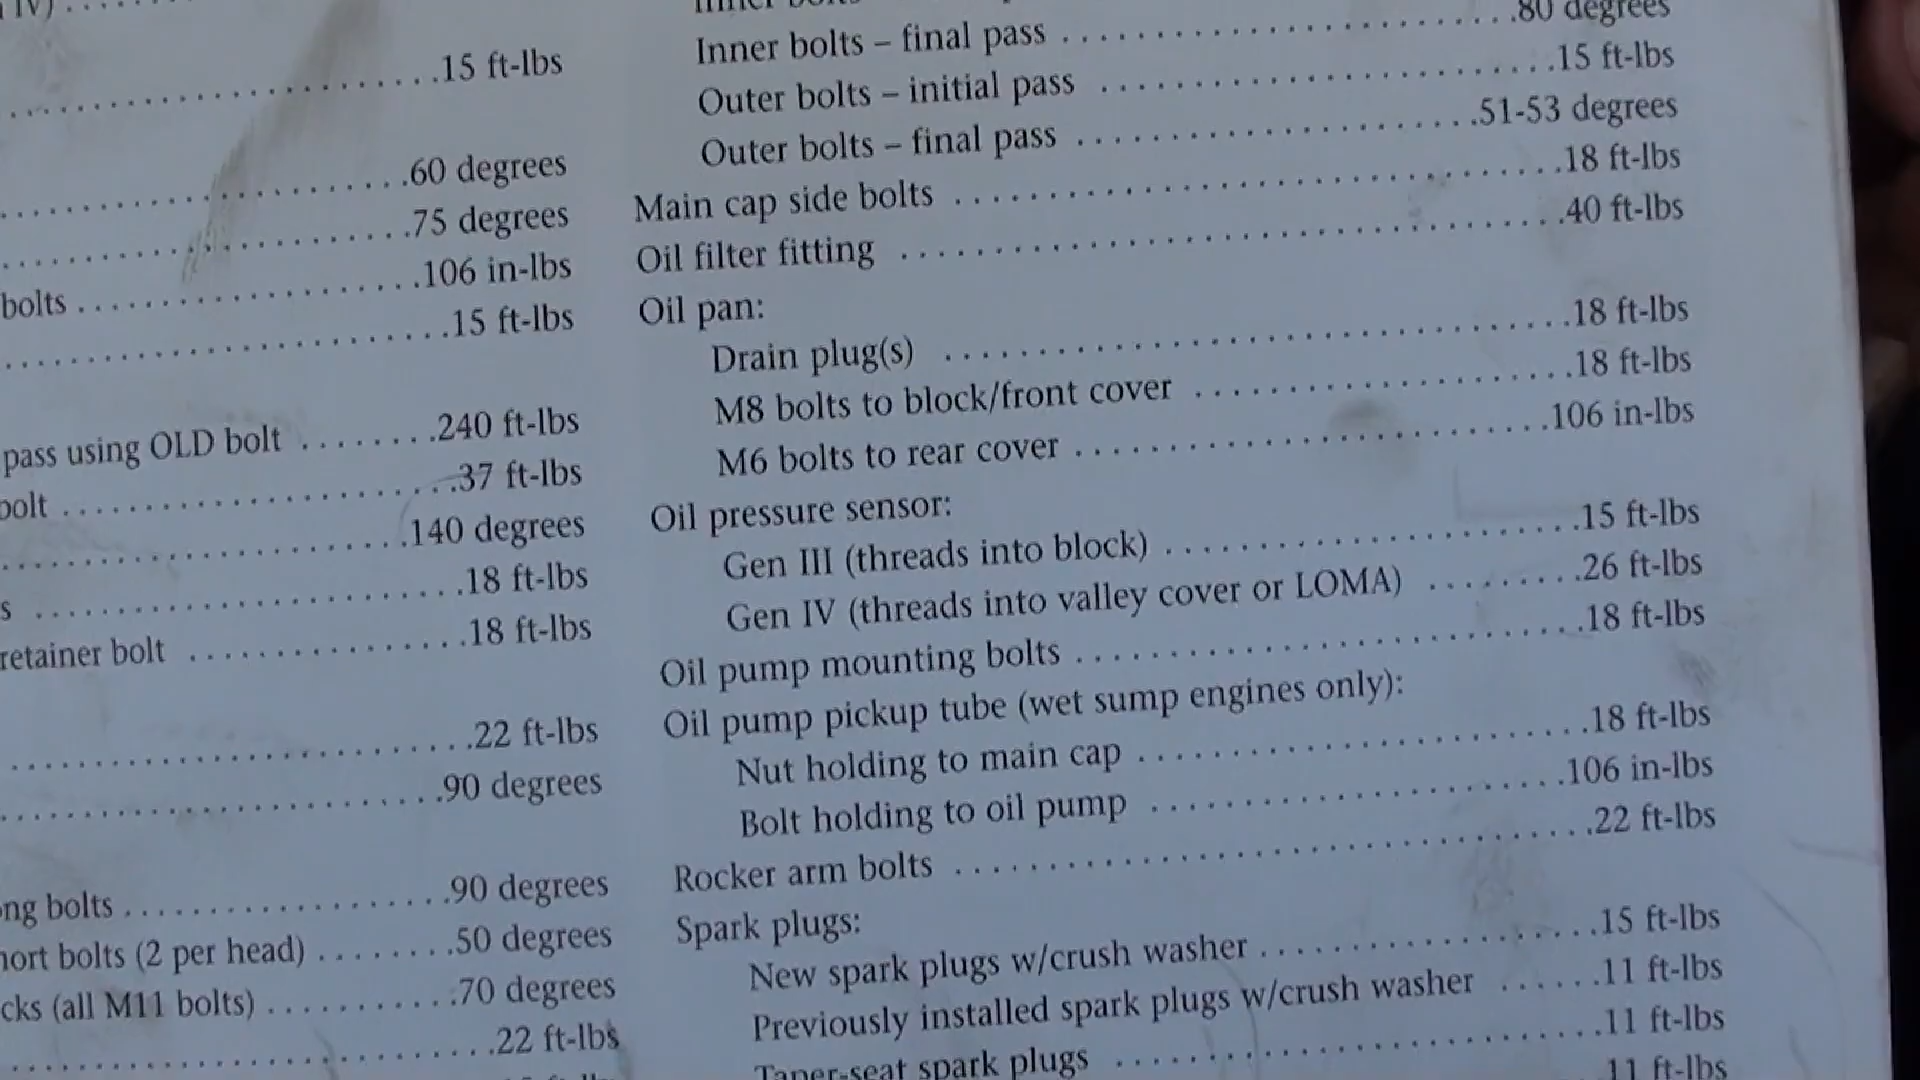 IV)
15 ft-lbs
60 degrees
75 degrees
bolts . . . . . . . . . . 106 in-lbs
15 ft-lbs
pass using OLD bolt . . . . . . . .240 ft-lbs
bolt . . . . . . . . . . 37 ft-lbs
140 degrees
s . . . . . . . . . . 18 ft-lbs
retainer bolt . . . . . . . . . . 18 ft-lbs
22 ft-lbs
90 degrees
ng bolts . . . . . . . . . . 90 degrees
hort bolts (2 per head) . . . . . . . .50 degrees
cks (all M11 bolts) . . . . . . . . . .70 degrees
22 ft-lbs
Inner bolts – final pass . . . . . . . . . . 80 degrees
Outer bolts – initial pass . . . . . . . . . . 15 ft-lbs
Outer bolts – final pass . . . . . . . . . . 51-53 degrees
Main cap side bolts . . . . . . . . . . 18 ft-lbs
Oil filter fitting . . . . . . . . . . 40 ft-lbs
Oil pan:
Drain plug(s) . . . . . . . . . . 18 ft-lbs
M8 bolts to block/front cover . . . . . . . . . . 18 ft-lbs
M6 bolts to rear cover . . . . . . . . . . 106 in-lbs
Oil pressure sensor:
Gen III (threads into block) . . . . . . . . . . 15 ft-lbs
Gen IV (threads into valley cover or LOMA) . . . . . . . . .26 ft-lbs
Oil pump mounting bolts . . . . . . . . . . 18 ft-lbs
Oil pump pickup tube (wet sump engines only):
Nut holding to main cap . . . . . . . . . . 18 ft-lbs
Bolt holding to oil pump . . . . . . . . . . 106 in-lbs
Rocker arm bolts . . . . . . . . . . 22 ft-lbs
Spark plugs:
New spark plugs w/crush washer . . . . . . . . . . 15 ft-lbs
Previously installed spark plugs w/crush washer . . . . . .11 ft-lbs
Taper-seat spark plugs . . . . . . . . . . 11 ft-lbs
11 ft-lbs